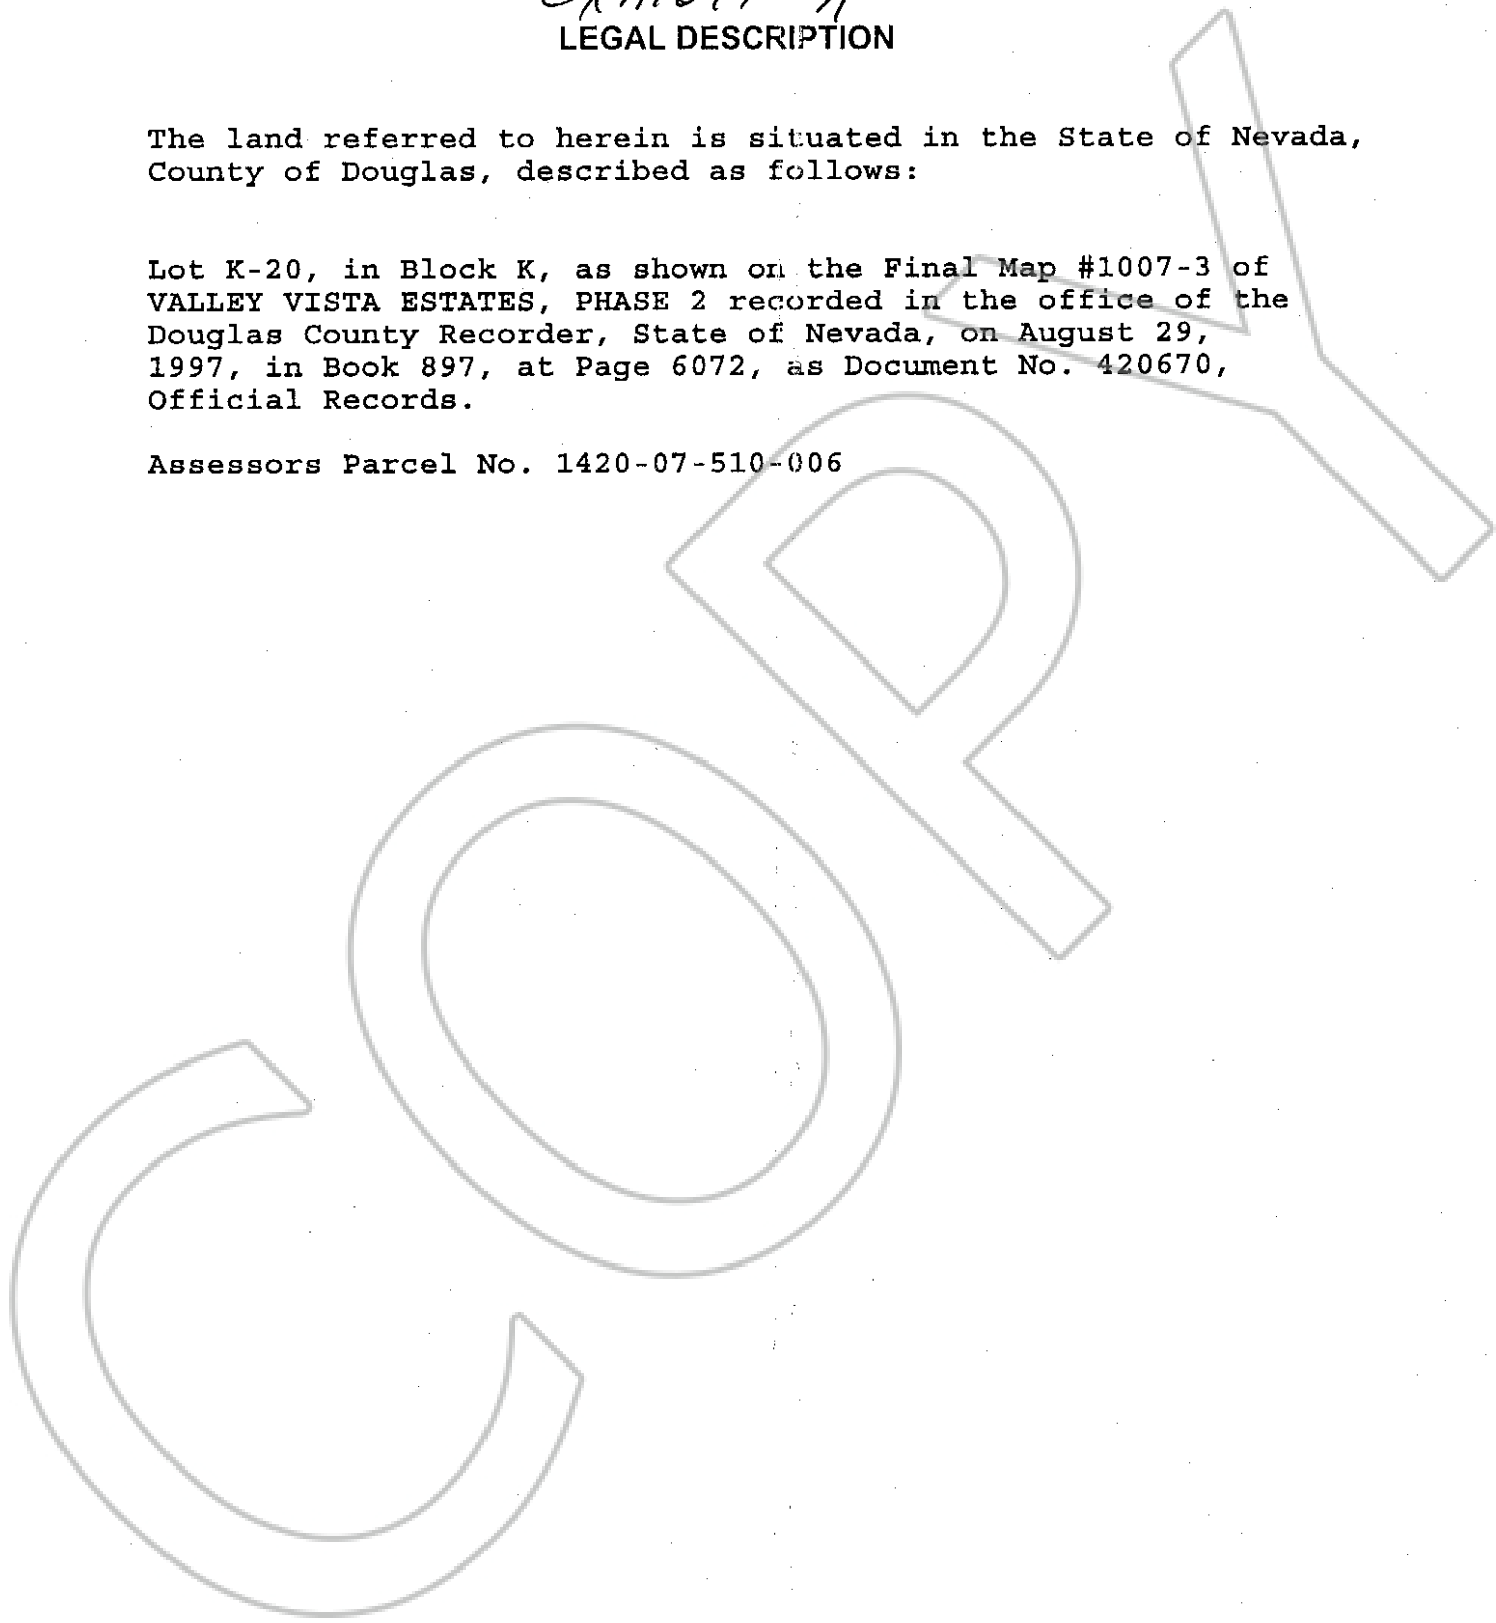 Exhibit A
LEGAL DESCRIPTION
The land referred to herein is situated in the State of Nevada,
County of Douglas, described as follows:
Lot K-20, in Block K, as shown on the Final Map #1007-3 of
VALLEY VISTA ESTATES, PHASE 2 recorded in the office of the
Douglas County Recorder, State of Nevada, on August 29,
1997, in Book 897, at Page 6072, as Document No. 420670,
Official Records.
Assessors Parcel No. 1420-07-510-006
COPY